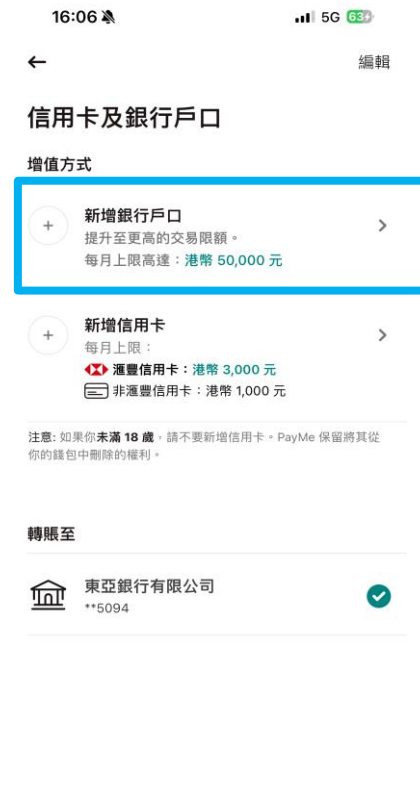 16:06 5G 63
編輯
信用卡及銀行戶口
增值方式
新增銀行戶口
提升至更高的交易限額。
每月上限高達：港幣 50,000 元
新增信用卡
每月上限：
滙豐信用卡：港幣 3,000 元
非滙豐信用卡：港幣 1,000 元
注意: 如果你未滿 18 歲，請不要新增信用卡。PayMe 保留將其從
你的錢包中刪除的權利。
轉賬至
東亞銀行有限公司
**5094